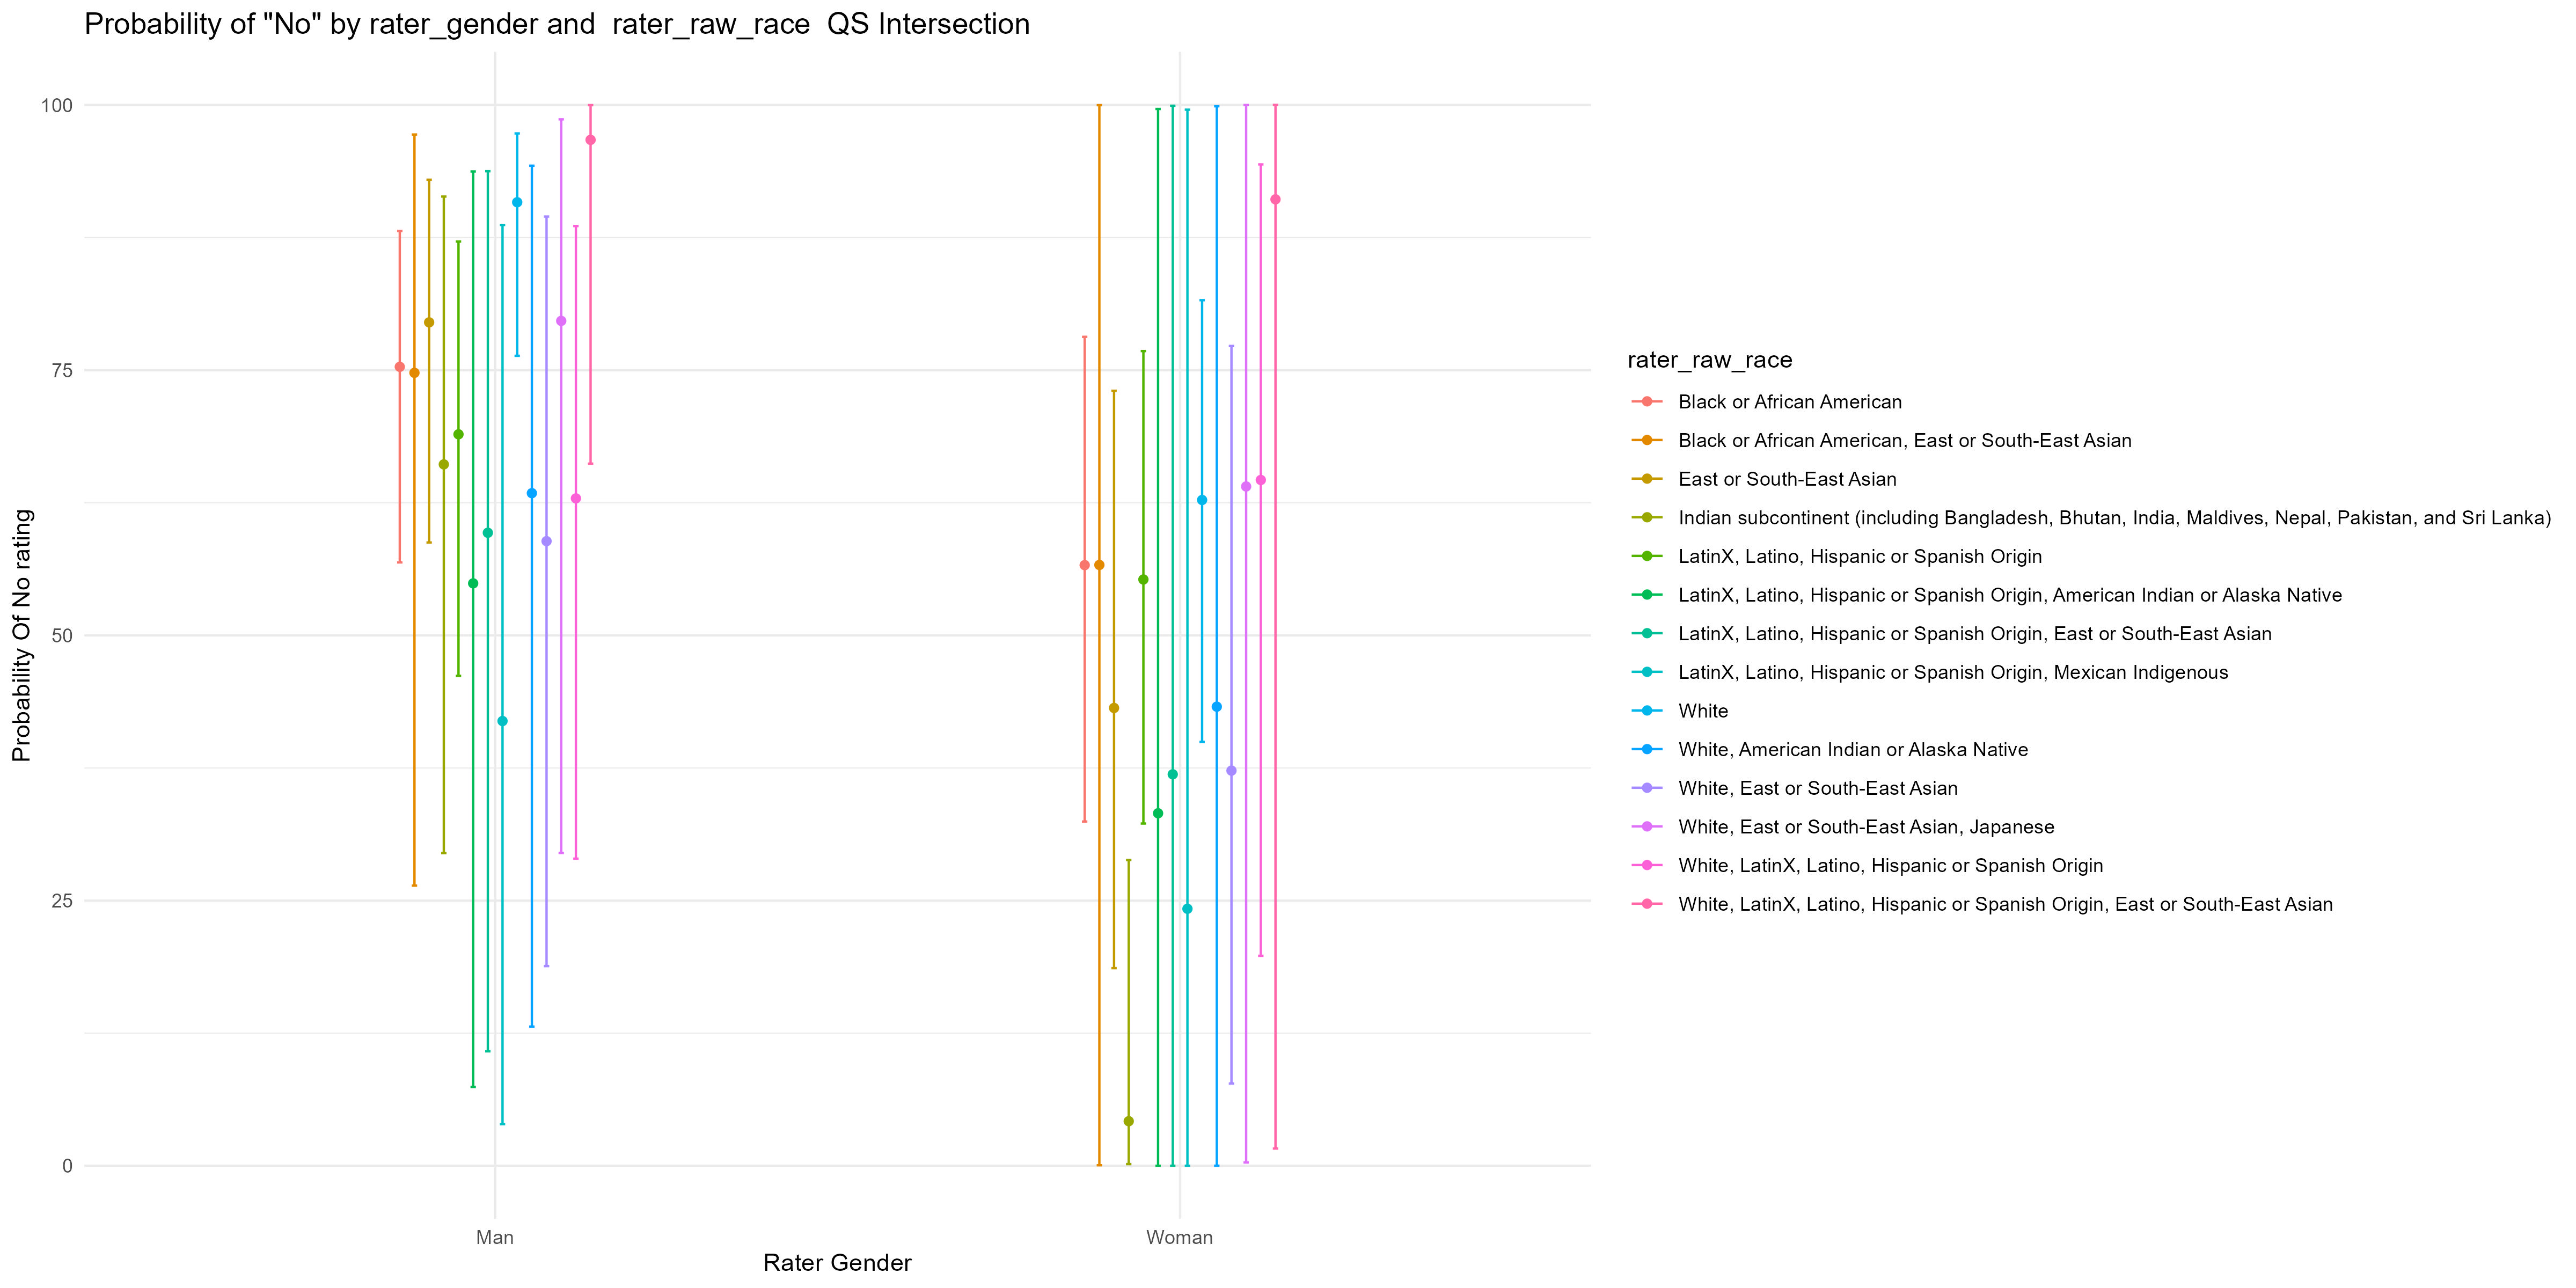 Probability of "No" by rater_gender and  rater_raw_race  QS Intersection
Probability Of No rating
100
75
50
25
0
Man
Woman
Rater Gender
rater_raw_race
Black or African American
Black or African American, East or South-East Asian
East or South-East Asian
Indian subcontinent (including Bangladesh, Bhutan, India, Maldives, Nepal, Pakistan, and Sri Lanka)
LatinX, Latino, Hispanic or Spanish Origin
LatinX, Latino, Hispanic or Spanish Origin, American Indian or Alaska Native
LatinX, Latino, Hispanic or Spanish Origin, East or South-East Asian
LatinX, Latino, Hispanic or Spanish Origin, Mexican Indigenous
White
White, American Indian or Alaska Native
White, East or South-East Asian
White, East or South-East Asian, Japanese
White, LatinX, Latino, Hispanic or Spanish Origin
White, LatinX, Latino, Hispanic or Spanish Origin, East or South-East Asian